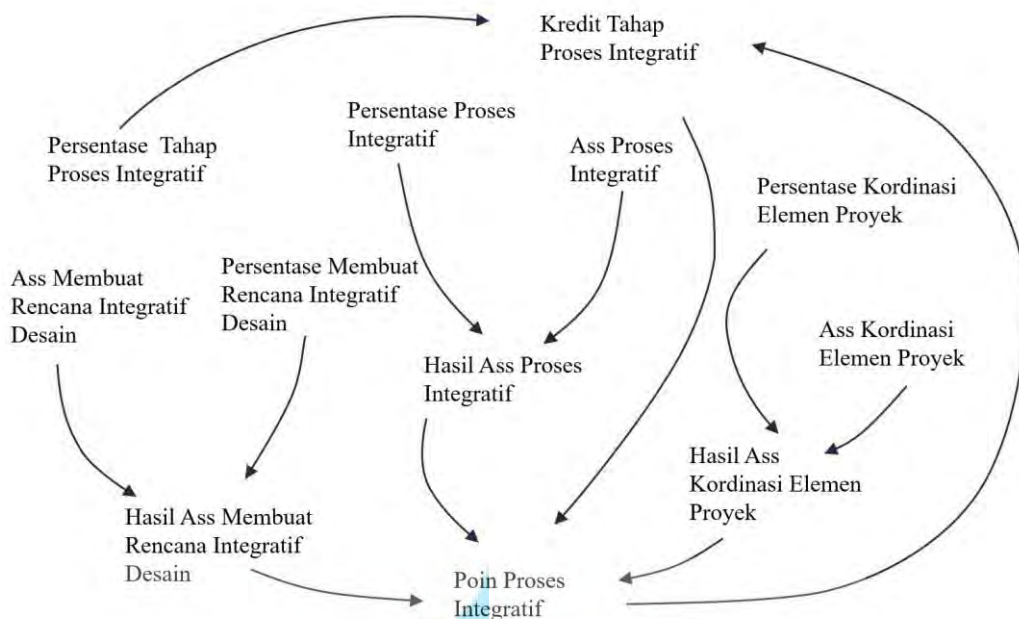 Kredit Tahap
Proses Integratif
Persentase Proses
Integratif
Persentase Tahap
Proses Integratif
Ass Proses
Integratif
Persentase Kordinasi
Elemen Proyek
Ass Membuat
Rencana Integratif
Desain
Persentase Membuat
Rencana Integratif
Desain
Ass Kordinasi
Elemen Proyek
Hasil Ass Proses
Integratif
Hasil Ass
Kordinasi Elemen
Proyek
Hasil Ass Membuat
Rencana Integratif
Desain
Poin Proses
Integratif